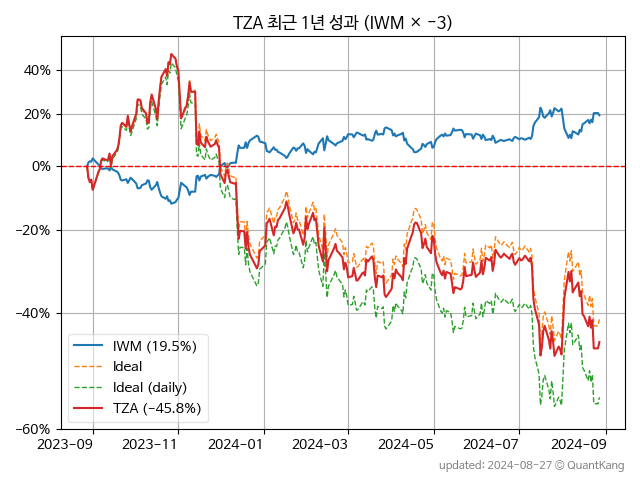 TZA 최근 1년 성과 (IWM × −3)
40%
20%
0%
−20%
−40%
−60%
IWM (19.5%)
Ideal
Ideal (daily)
TZA (−45.8%)
2023-09
2023-11
2024-01
2024-03
2024-05
2024-07
2024-09
updated: 2024-08-27 © QuantKang